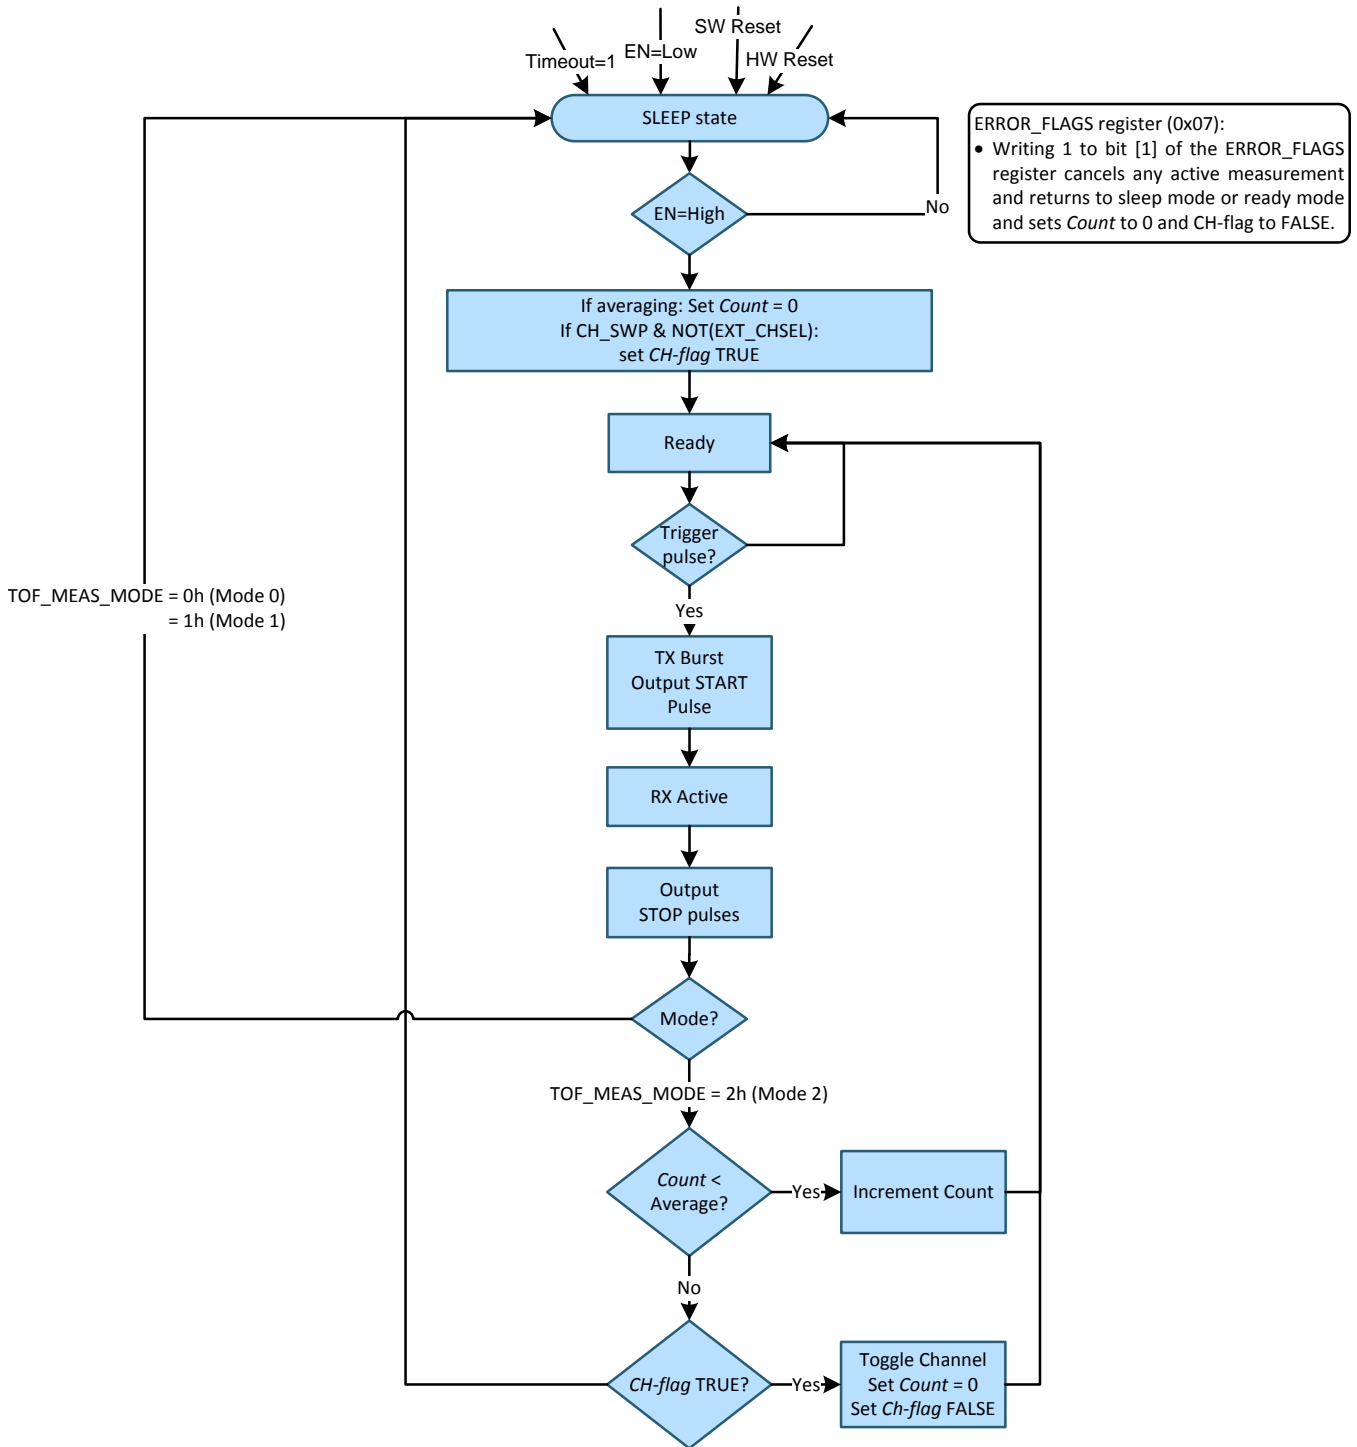 SW Reset
EN=Low
Timeout=1
HW Reset
SLEEP state
ERROR_FLAGS register (0x07):
• Writing 1 to bit [1] of the ERROR_FLAGS
register cancels any active measurement
and returns to sleep mode or ready mode
and sets Count to 0 and CH-flag to FALSE.
EN=High
No
If averaging: Set Count = 0
If CH_SWP & NOT(EXT_CHSEL):
set CH-flag TRUE
Ready
Trigger
pulse?
TOF_MEAS_MODE = 0h (Mode 0)
= 1h (Mode 1)
Yes
TX Burst
Output START
Pulse
RX Active
Output
STOP pulses
Mode?
TOF_MEAS_MODE = 2h (Mode 2)
Count <
Average?
Yes
Increment Count
No
CH-flag TRUE?
Yes
Toggle Channel
Set Count = 0
Set Ch-flag FALSE